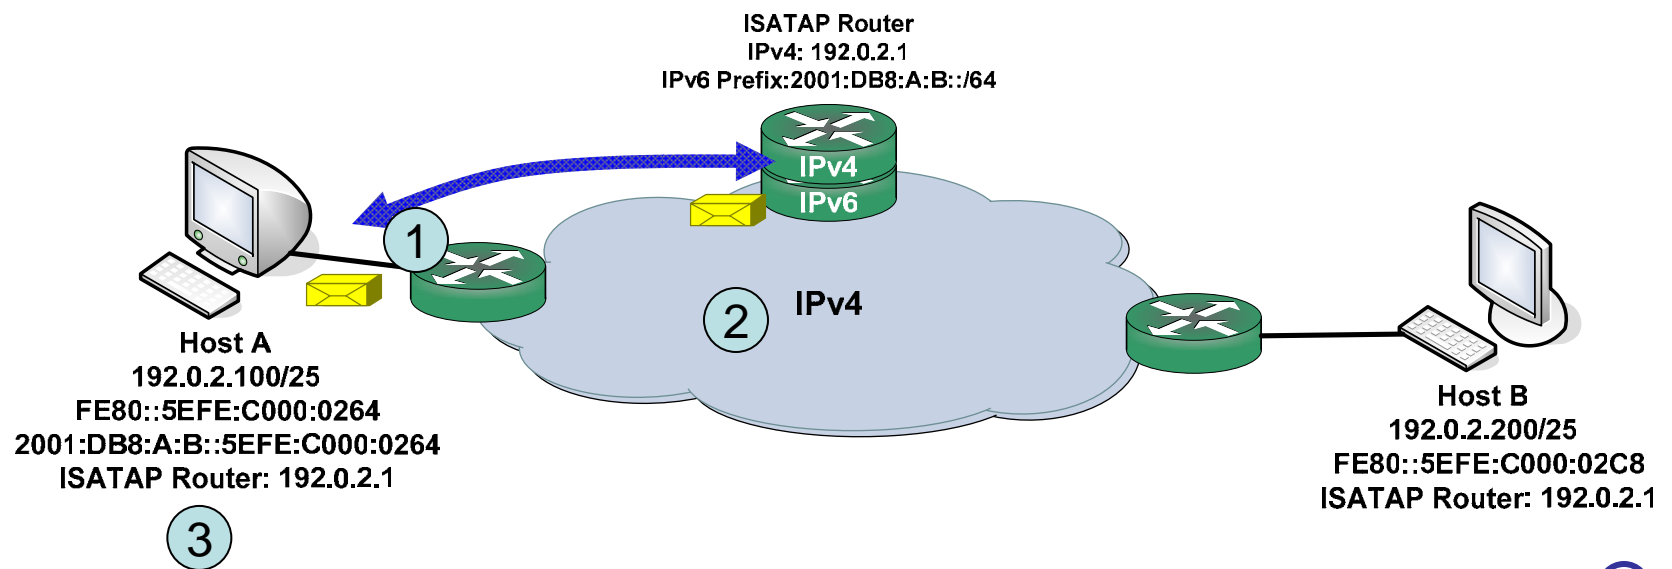 ISATAP Router
IPv4: 192.0.2.1
IPv6 Prefix:2001:DB8:A:B::/64
IPv4
IPv6
1
2
IPv4
Host A
192.0.2.100/25
FE80::5EFE:C000:0264
2001:DB8:A:B::5EFE:C000:0264
ISATAP Router: 192.0.2.1
3
Host B
192.0.2.200/25
FE80::5EFE:C000:02C8
ISATAP Router: 192.0.2.1